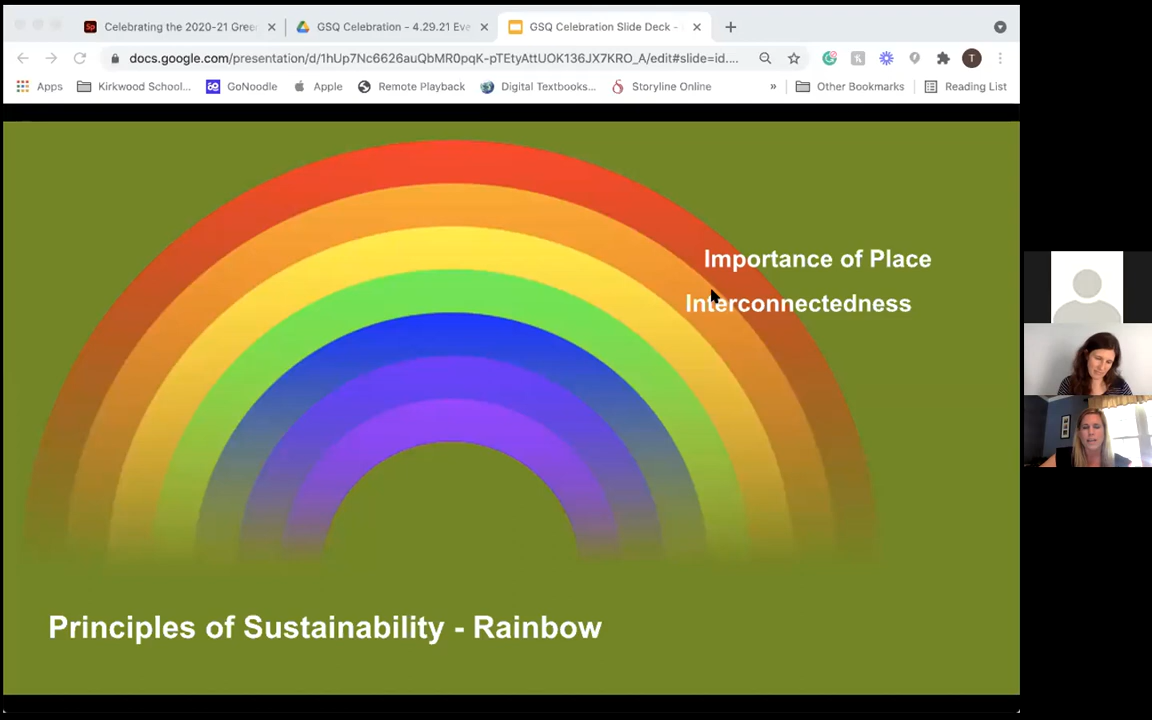 Celebrating the 2020-21 Gree
GSQ Celebration - 4.29.21 Eve
GSQ Celebration Slide Deck -
docs.google.com/presentation/d/1hUp7Nc6626auQbMR0pqK-pTEtyAttUOK136JX7KRO_A/edit#slide=id....
T
Apps
Kirkwood School...
GoNoodle
Apple
Remote Playback
Digital Textbooks...
Storyline Online
»
Other Bookmarks
Reading List
Importance of Place
Interconnectedness
Principles of Sustainability - Rainbow